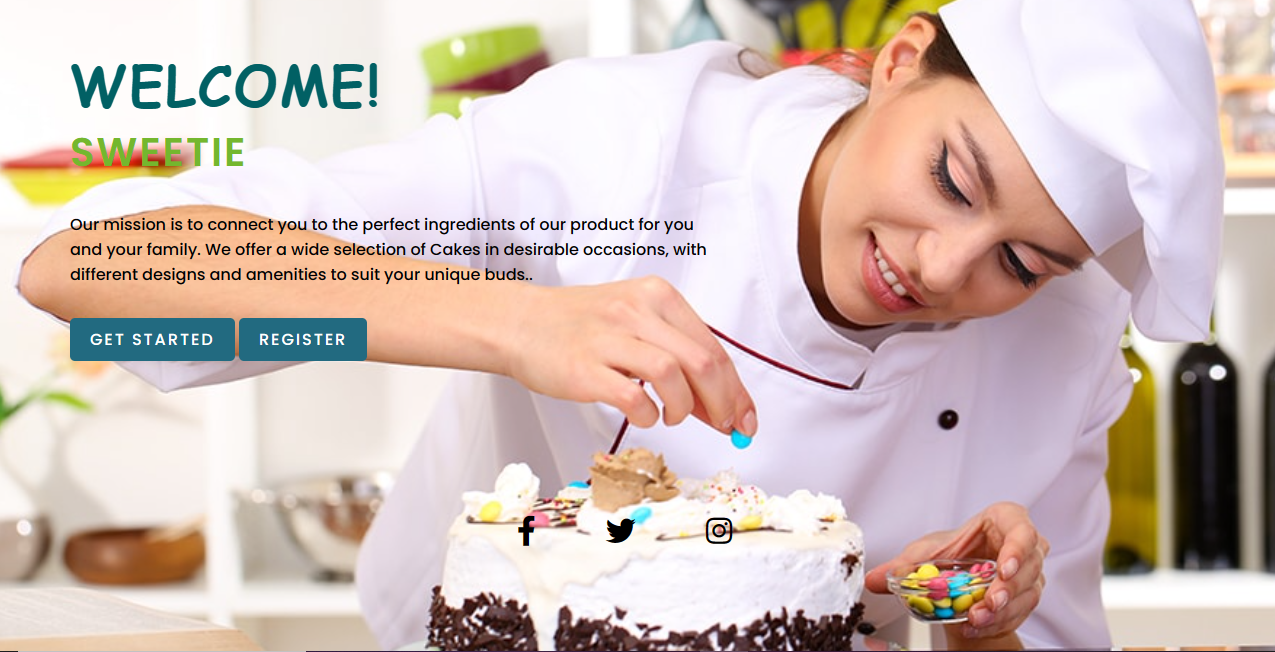 WELCOME!
SWEETIE
Our mission is to connect you to the perfect ingredients of our product for you
and your family. We offer a wide selection of Cakes in desirable occasions, with
different designs and amenities to suit your unique buds..
GET STARTED REGISTER